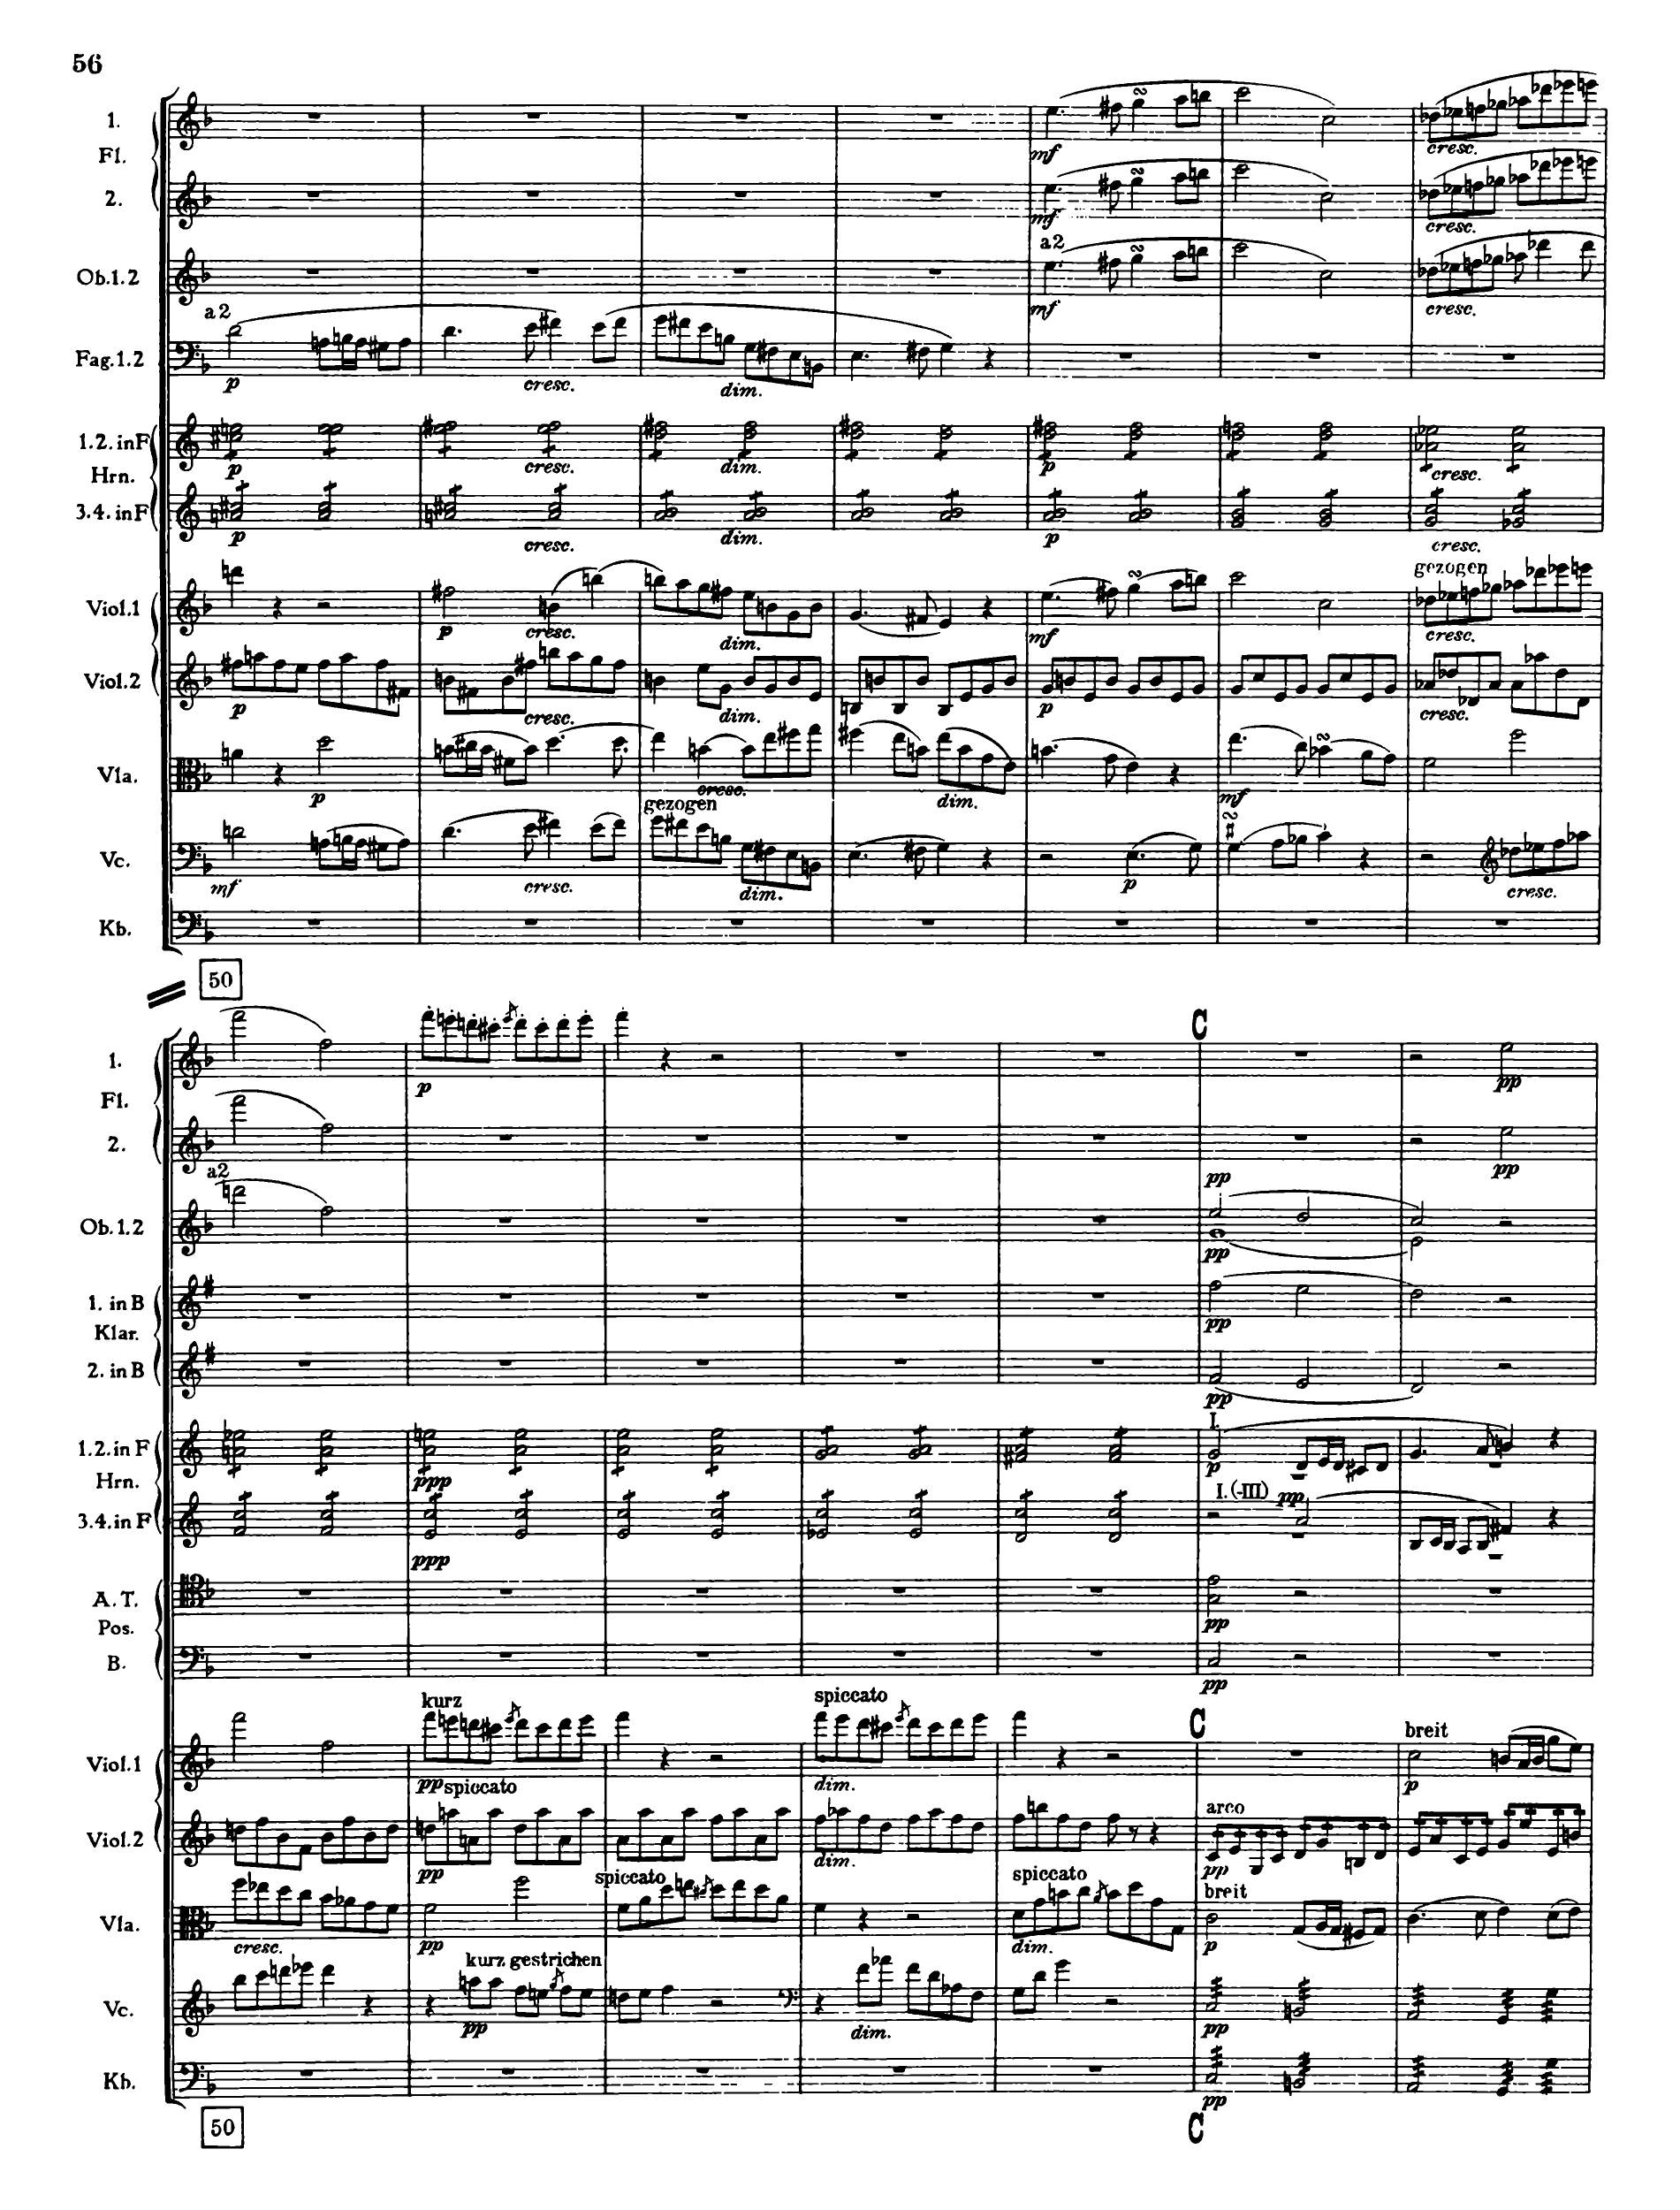 56
1.
Fl.
mf
cresc.
2.
mf
cresc.
a2
Ob.1.2
mf
cresc.
a2
Fag.1.2
p
cresc.
dim.
1.2. in F
p
cresc.
dim.
p
cresc.
Hrn.
3.4. in F
p
cresc.
dim.
p
cresc.
gezogen
Viol.1
p
cresc.
dim.
mf
cresc.
Viol.2
p
cresc.
dim.
p
cresc.
Vla.
p
cresc.
dim.
mf
gezogen
Vc.
mf
cresc.
dim.
p
cresc.
Kb.
50
C
1.
p
pp
Fl.
2.
pp
a2
pp
Ob.1.2
pp
1. in B
pp
Klar.
2. in B
pp
I.
1.2. in F
ppp
p
Hrn.
I. (-III) pp
3.4. in F
ppp
A. T.
pp
Pos.
B.
pp
kurz
spiccato
C
breit
Viol.1
pp
dim.
p
spiccato
arco
Viol.2
pp
dim.
pp
spiccato
spiccato
breit
Vla.
cresc.
pp
dim.
p
kurz gestrichen
Vc.
pp
dim.
pp
Kb.
pp
50
C